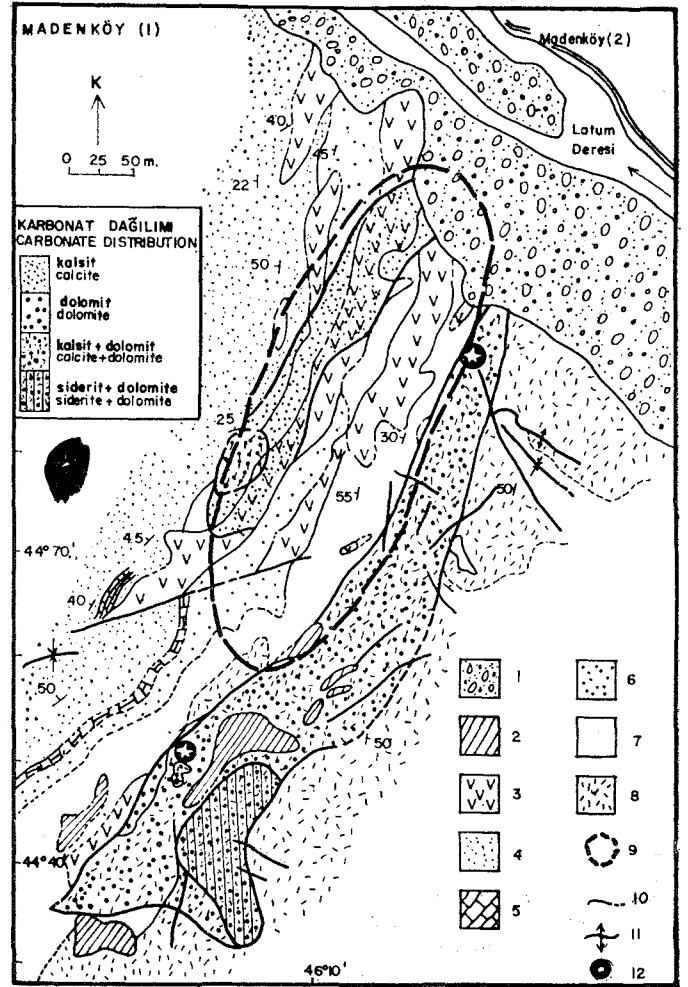 MADENKÖY (1)
K
0 25 50 m.
KARBONAT DAĞILIMI
CARBONATE DISTRIBUTION
kalsit
calcite
dolomit
dolomite
kalsit + dolomit
calcite+dolomite
siderit+ dolomite
siderite + dolomite
Madenköy (2)
Latum
Deresi
40
45
22
50
25
30
55
50
45
44° 70'
40
50
50
44° 40'
46° 10'
1
2
3
4
5
6
7
8
9
10
11
12